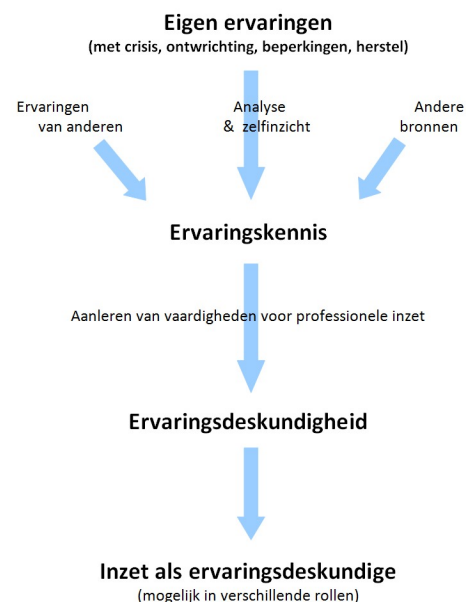 Eigen ervaringen
(met crisis, ontwrichting, beperkingen, herstel)
Ervaringen
van anderen
Analyse
& zelfinzicht
Andere
bronnen
Ervaringskennis
Aanleren van vaardigheden voor professionele inzet
Ervaringsdeskundigheid
Inzet als ervaringsdeskundige
(mogelijk in verschillende rollen)